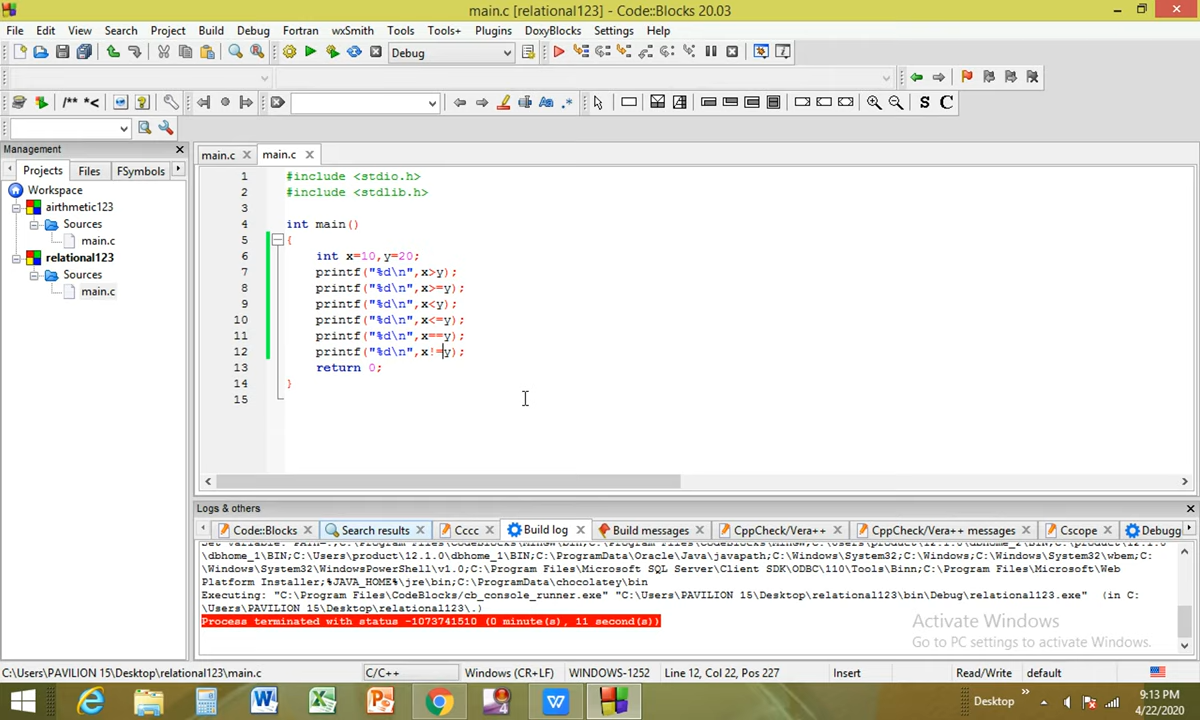 main.c [relational123] - Code::Blocks 20.03
File Edit View Search Project Build Debug Fortran wxSmith Tools Tools+ Plugins DoxyBlocks Settings Help
Debug
/** *<
Aa .*
S C
Management
Projects Files FSymbols
main.c main.c
Workspace
airthmetic123
Sources
main.c
relational123
Sources
main.c
1 #include <stdio.h>
2 #include <stdlib.h>
3
4 int main()
5 {
6 int x=10,y=20;
7 printf("%d\n",x>y);
8 printf("%d\n",x>=y);
9 printf("%d\n",x<y);
10 printf("%d\n",x<=y);
11 printf("%d\n",x==y);
12 printf("%d\n",x!=y);
13 return 0;
14 }
15
Logs & others
Code::Blocks Search results Cccc Build log Build messages CppCheck/Vera++ CppCheck/Vera++ messages Cscope Debugg
\dbhome_1\BIN;C:\Users\product\12.1.0\dbhome_1\BIN;C:\ProgramData\Oracle\Java\javapath;C:\Windows\System32;C:\Windows;C:\Windows\System32\wbem;C:
\Windows\System32\WindowsPowerShell\v1.0;C:\Program Files\Microsoft SQL Server\Client SDK\ODBC\110\Tools\Binn;C:\Program Files\Microsoft\Web
Platform Installer;%JAVA_HOME%\jre\bin;C:\ProgramData\chocolatey\bin
Executing: "C:\Program Files\CodeBlocks/cb_console_runner.exe" "C:\Users\PAVILION 15\Desktop\relational123\bin\Debug\relational123.exe" (in C:
\Users\PAVILION 15\Desktop\relational123\.)
Process terminated with status -1073741510 (0 minute(s), 11 second(s))
Activate Windows
Go to PC settings to activate Windows.
C:\Users\PAVILION 15\Desktop\relational123\main.c C/C++ Windows (CR+LF) WINDOWS-1252 Line 12, Col 22, Pos 227 Insert Read/Write default
Desktop
9:13 PM
4/22/2020